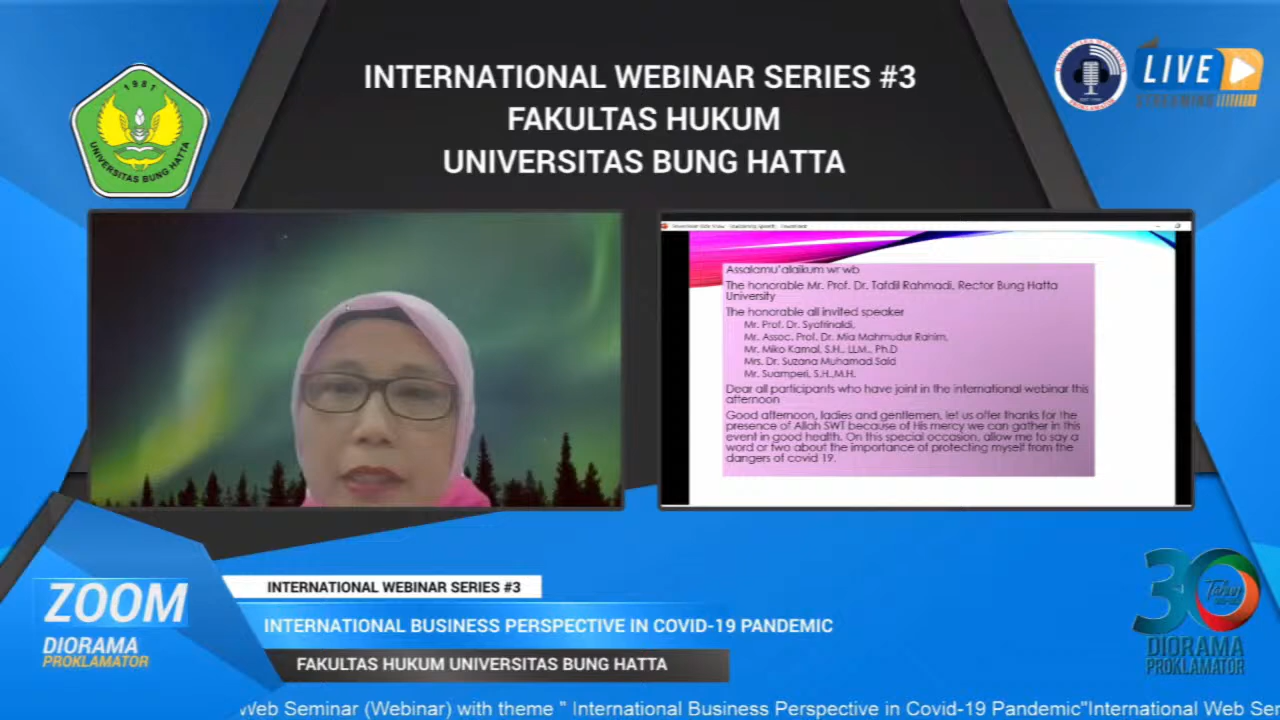 INTERNATIONAL WEBINAR SERIES #3
FAKULTAS HUKUM
UNIVERSITAS BUNG HATTA
1981
UNIVERSITAS BUNG HATTA
LIVE
STREAMING
Assalamu'alaikum wr wb
The honorable Mr. Prof. Dr. Tafdil Rahmadi, Rector Bung Hatta
University
The honorable all invited speaker
Mr. Prof. Dr. Syafrinaldi,
Mr. Assoc. Prof. Dr. Mia Mahmudur Rahim,
Mr. Miko Kamal, S.H., LLM., Ph.D
Mrs. Dr. Suzana Muhamad Said
Mr. Suamperi, S.H.,M.H.
Dear all participants who have joint in the international webinar this
afternoon
Good afternoon, ladies and gentlemen, let us offer thanks for the
presence of Allah SWT because of His mercy we can gather in this
event in good health. On this special occasion, allow me to say a
word or two about the importance of protecting myself from the
dangers of covid 19.
ZOOM
DIORAMA
PROKLAMATOR
INTERNATIONAL WEBINAR SERIES #3
INTERNATIONAL BUSINESS PERSPECTIVE IN COVID-19 PANDEMIC
FAKULTAS HUKUM UNIVERSITAS BUNG HATTA
30
Tahun
DIORAMA
PROKLAMATOR
Web Seminar (Webinar) with theme " International Business Perspective in Covid-19 Pandemic"International Web Ser